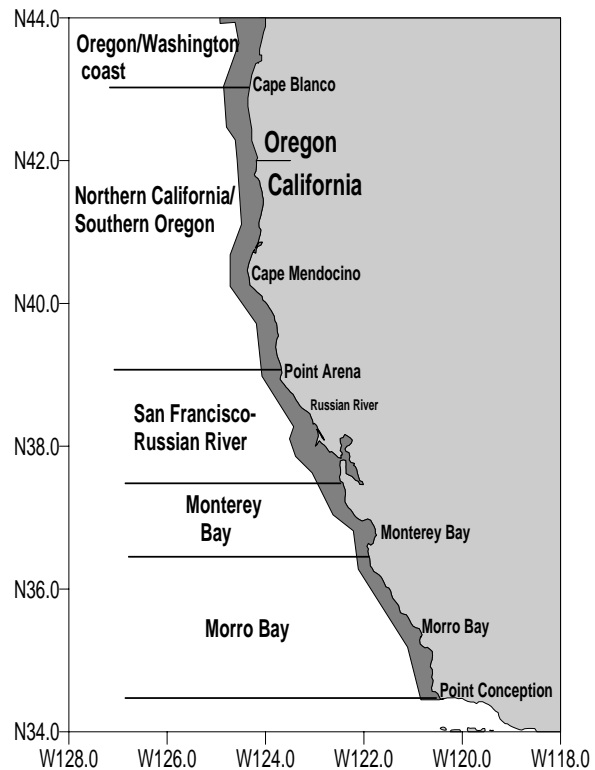 N44.0
Oregon/Washington
coast
Cape Blanco
Oregon
N42.0
California
Northern California/
Southern Oregon
Cape Mendocino
N40.0
Point Arena
San Francisco-
Russian River
Russian River
N38.0
Monterey
Bay
Monterey Bay
N36.0
Morro Bay
Morro Bay
Point Conception
N34.0
W128.0 W126.0 W124.0 W122.0 W120.0 W118.0